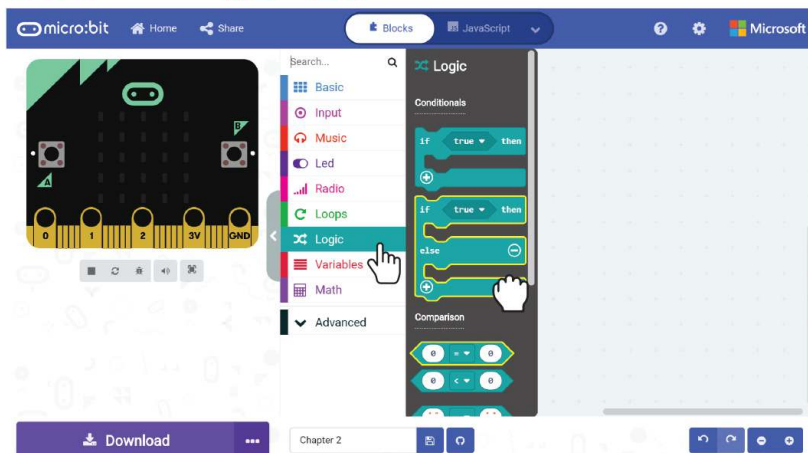 micro:bit Home Share Blocks JavaScript Microsoft
B
A
0 1 2 3V GND
Search...
Basic
Input
Music
Led
Radio
Loops
Logic
Variables
Math
Advanced
Logic
Conditionals
if true then
if true then
else
Comparison
0 = 0
0 < 0
Download ... Chapter 2